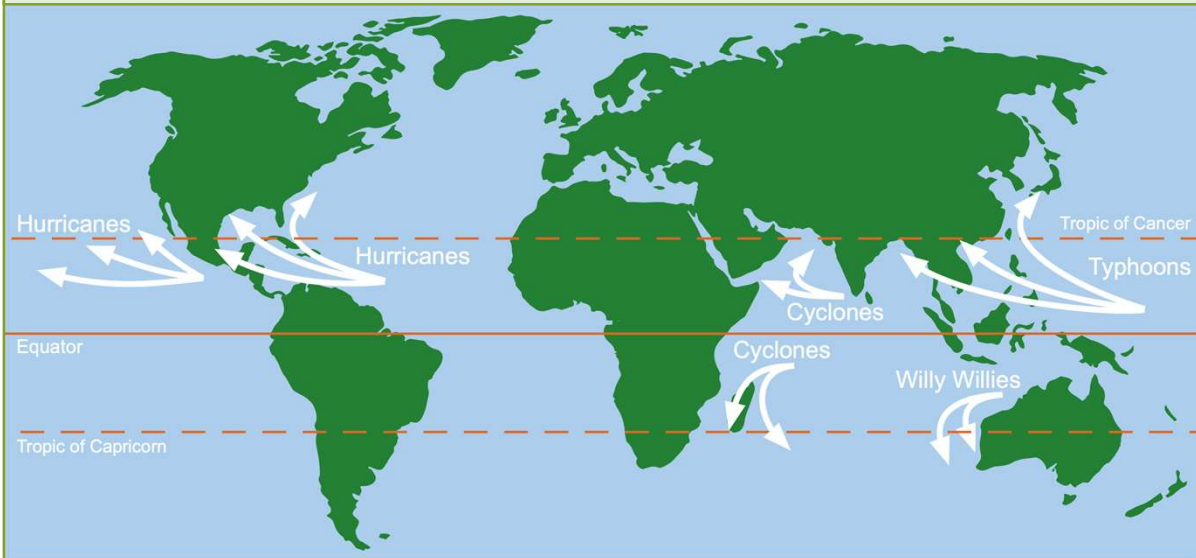 Hurricanes
Hurricanes
Tropic of Cancer
Typhoons
Cyclones
Equator
Cyclones
Willy Willies
Tropic of Capricorn